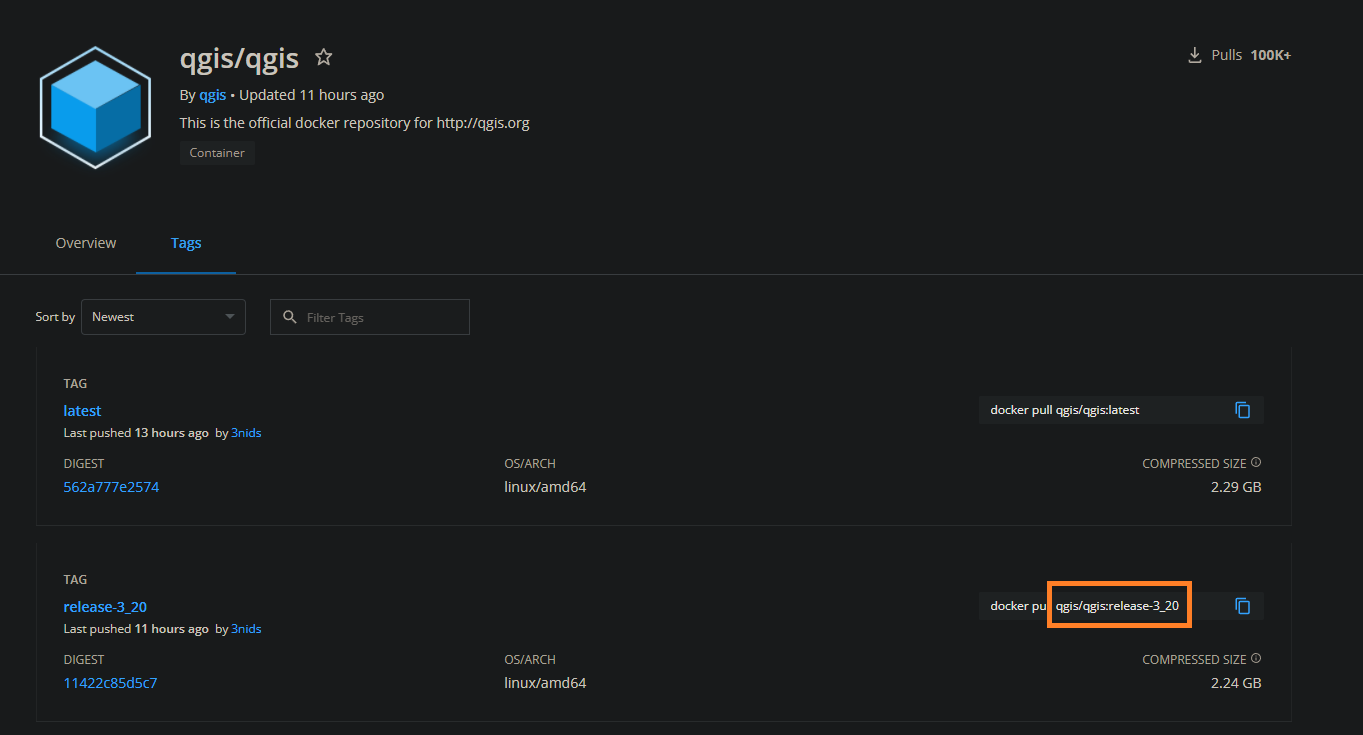 qgis/qgis
Pulls 100K+
By qgis • Updated 11 hours ago
This is the official docker repository for http://qgis.org
Container
Overview Tags
Sort by Newest Filter Tags
TAG
latest docker pull qgis/qgis:latest
Last pushed 13 hours ago by 3nids
DIGEST OS/ARCH COMPRESSED SIZE
562a777e2574 linux/amd64 2.29 GB
TAG
release-3_20 docker pu qgis/qgis:release-3_20
Last pushed 11 hours ago by 3nids
DIGEST OS/ARCH COMPRESSED SIZE
11422c85d5c7 linux/amd64 2.24 GB